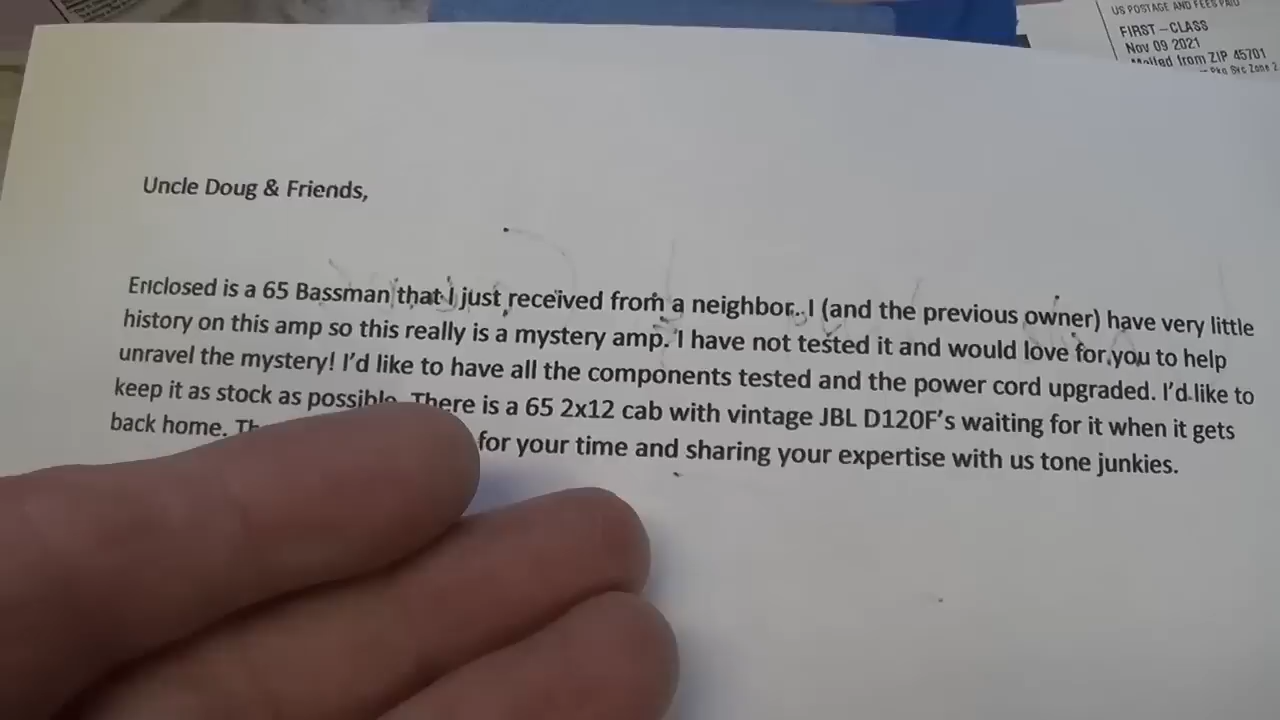 US POSTAGE AND FEES PAID
FIRST-CLASS
Nov 09 2021
Mailed from ZIP 45701
Pkg Svc Zone 2
Uncle Doug & Friends,
Enclosed is a 65 Bassman that I just received from a neighbor.. I (and the previous owner) have very little
history on this amp so this really is a mystery amp. I have not tested it and would love for you to help
unravel the mystery! I'd like to have all the components tested and the power cord upgraded. I'd like to
keep it as stock as possible. There is a 65 2x12 cab with vintage JBL D120F's waiting for it when it gets
back home. for your time and sharing your expertise with us tone junkies.